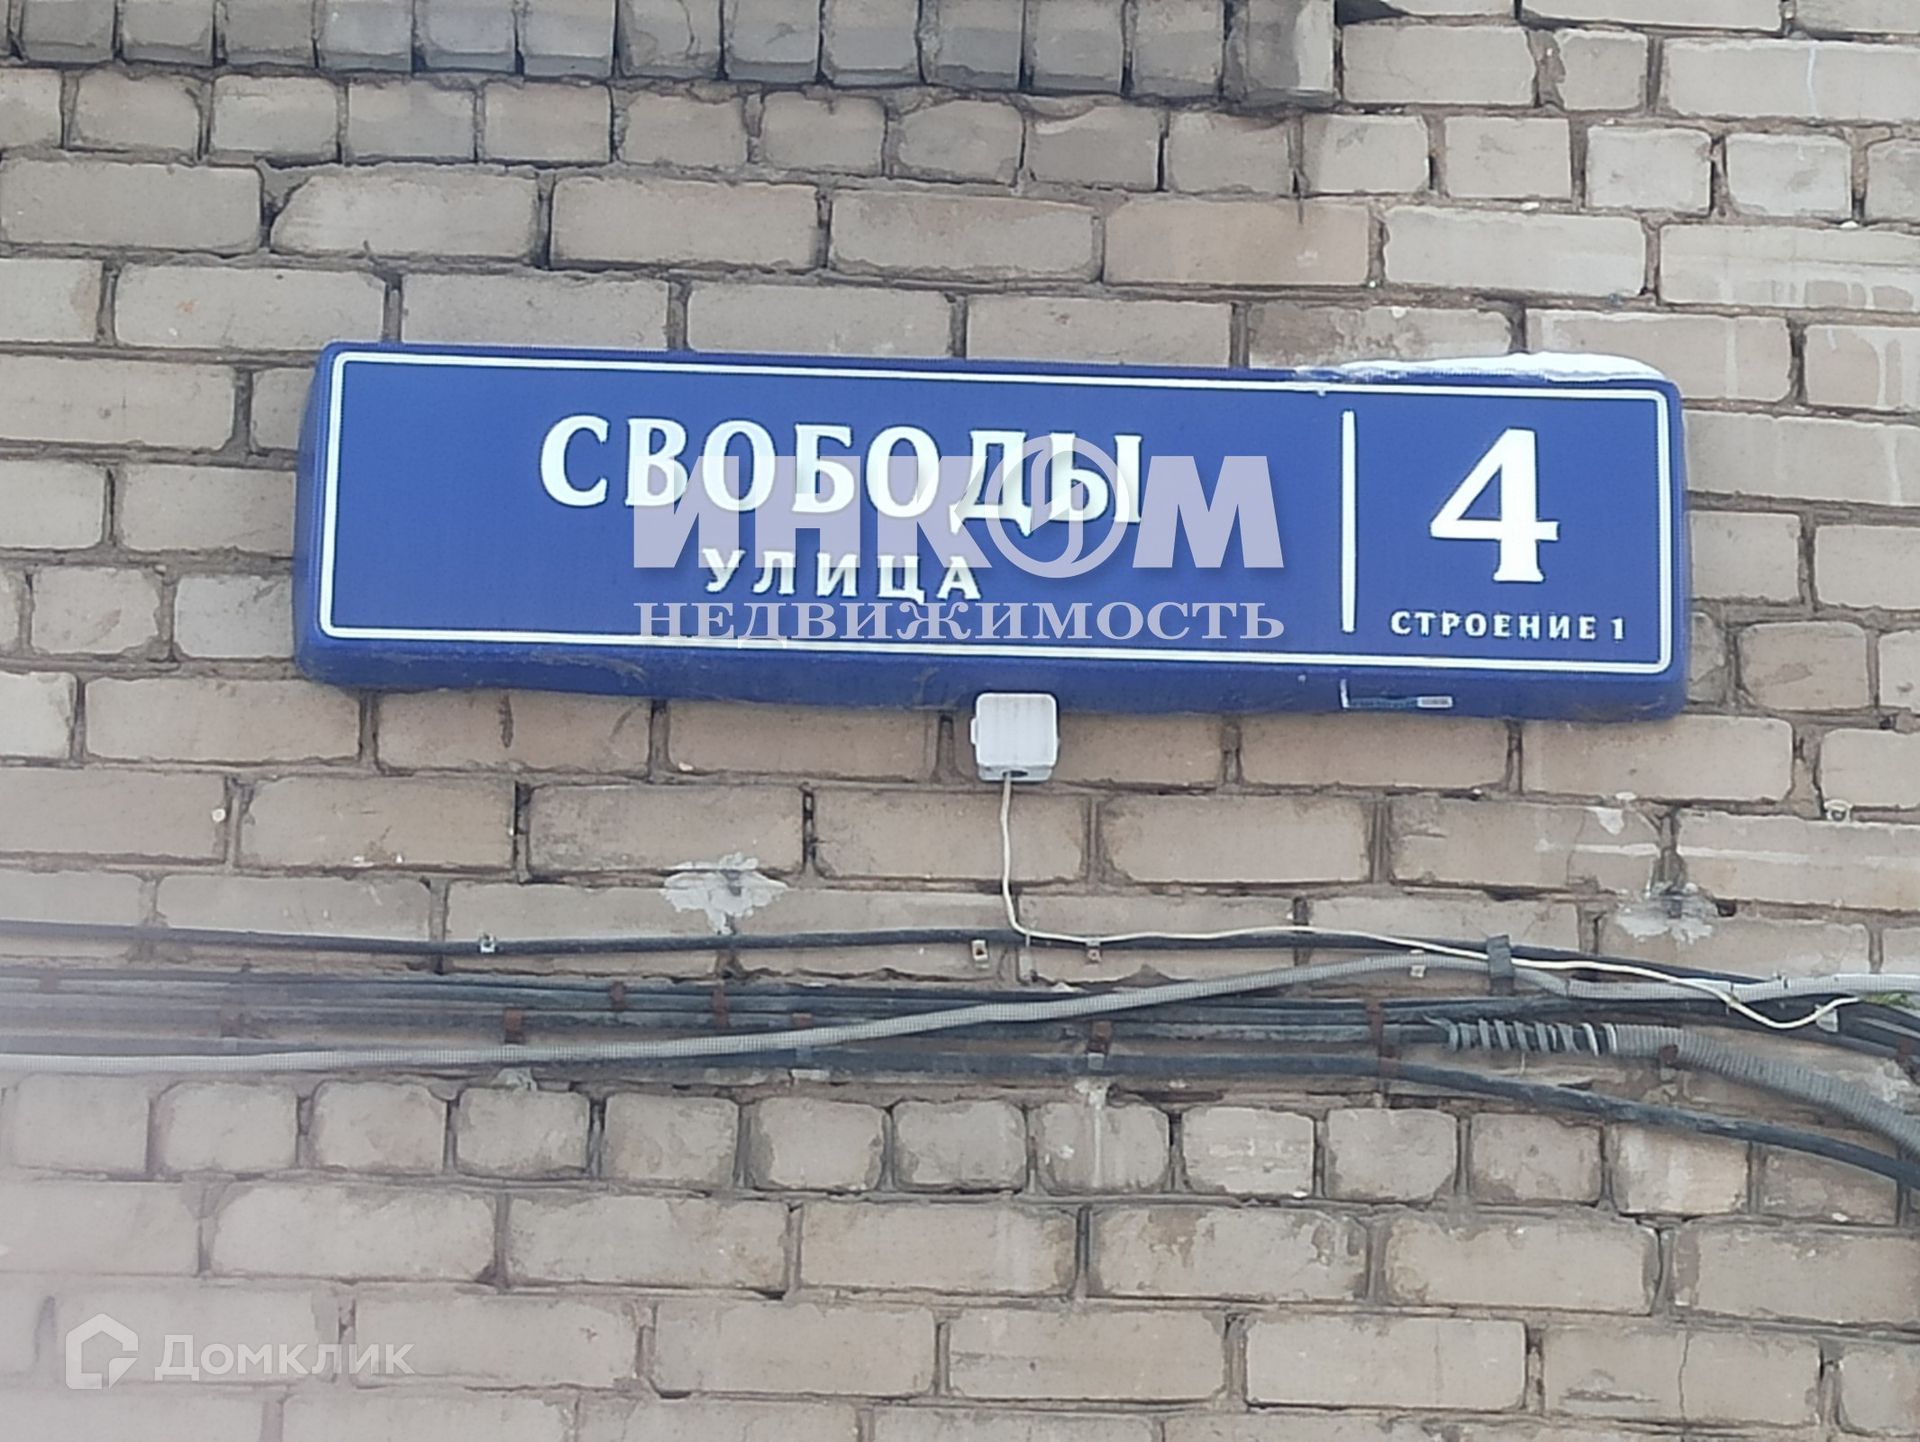 СВОБОДЫ
УЛИЦА
4
СТРОЕНИЕ 1
ИНКОМ
НЕДВИЖИМОСТЬ
Домклик